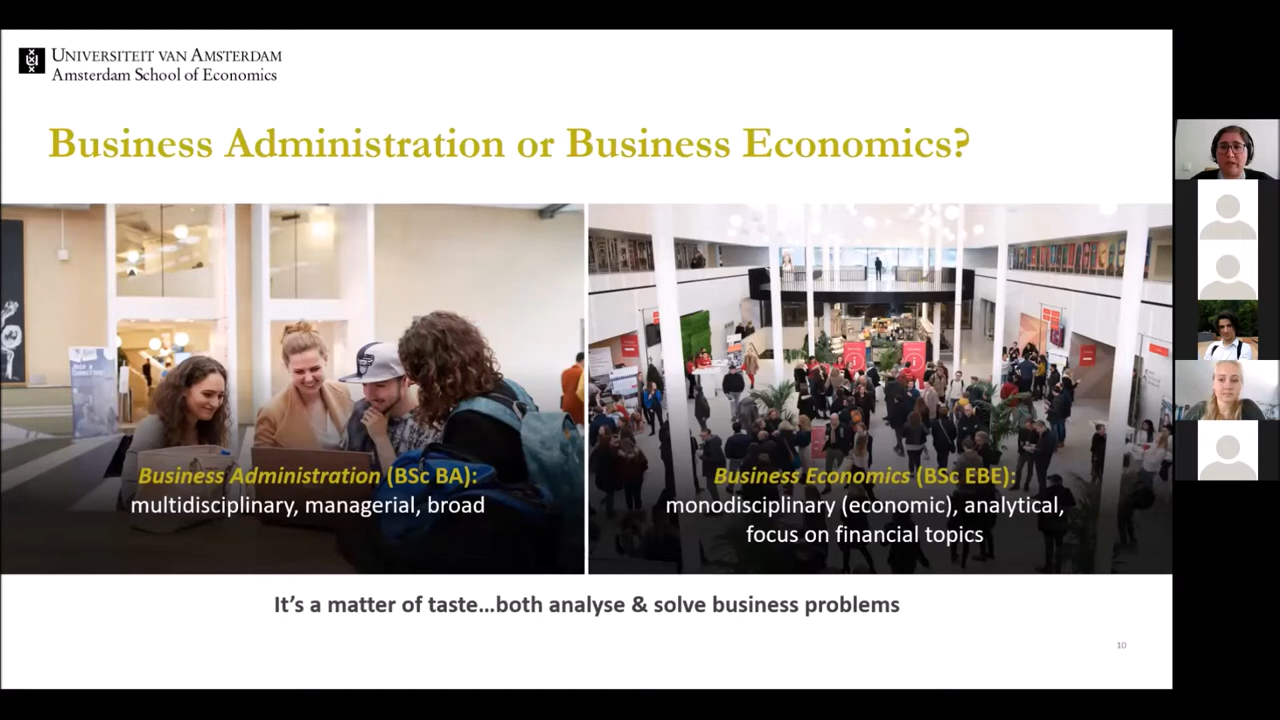 UNIVERSITEIT VAN AMSTERDAM
Amsterdam School of Economics
Business Administration or Business Economics?
Business Administration (BSc BA):
multidisciplinary, managerial, broad
Business Economics (BSc EBE):
monodisciplinary (economic), analytical,
focus on financial topics
It's a matter of taste...both analyse & solve business problems
10